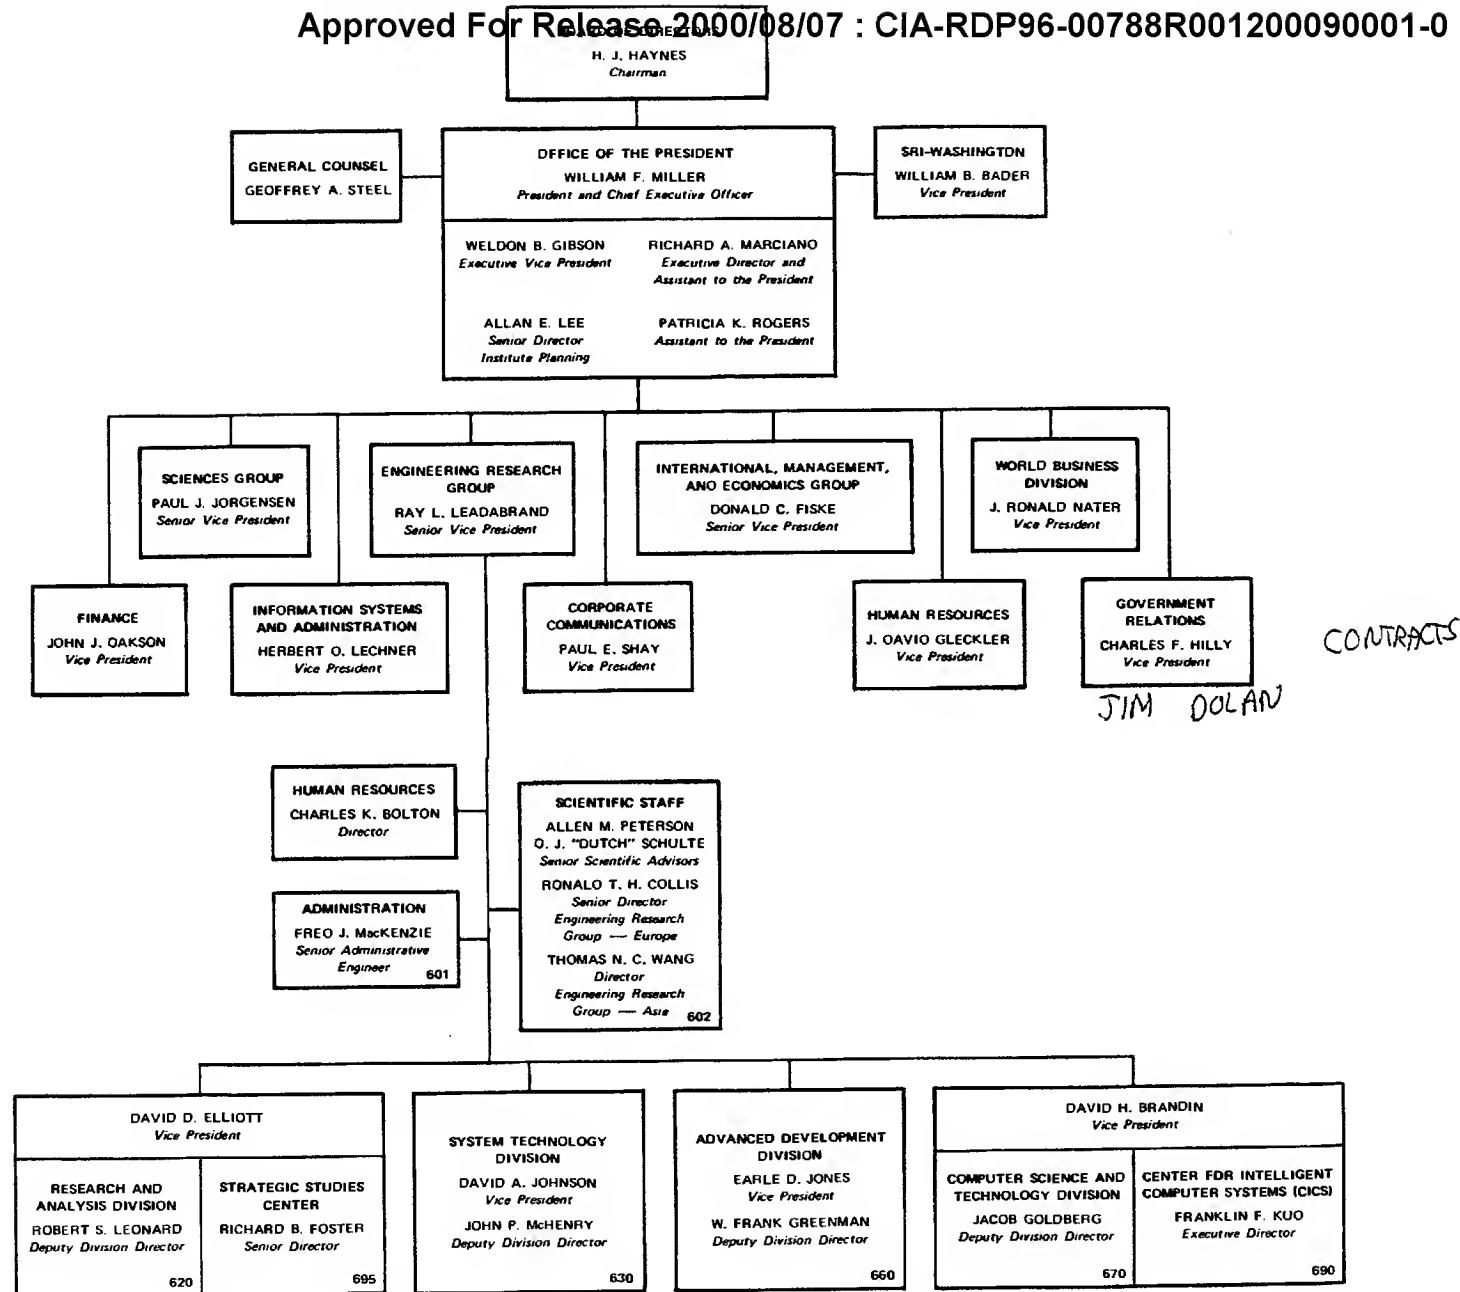 Approved For Release 2000/08/07 : CIA-RDP96-00788R001200090001-0
BOARD OF DIRECTORS
H. J. HAYNES
Chairman
GENERAL COUNSEL
GEOFFREY A. STEEL
DFFICE OF THE PRESIDENT
WILLIAM F. MILLER
President and Chief Executive Officer
SRI-WASHINGTDN
WILLIAM B. BADER
Vice President
WELDON B. GIBSON
Executive Vice President
RICHARD A. MARCIANO
Executive Director and
Assistant to the President
ALLAN E. LEE
Senior Director
Institute Planning
PATRICIA K. ROGERS
Assistant to the President
SCIENCES GROUP
PAUL J. JORGENSEN
Senior Vice President
ENGINEERING RESEARCH
GROUP
RAY L. LEADABRAND
Senior Vice President
INTERNATIONAL, MANAGEMENT,
ANO ECONOMICS GROUP
DONALD C. FISKE
Senior Vice President
WORLD BUSINESS
DIVISION
J. RONALD NATER
Vice President
FINANCE
JOHN J. OAKSON
Vice President
INFORMATION SYSTEMS
AND ADMINISTRATION
HERBERT O. LECHNER
Vice President
CORPORATE
COMMUNICATIONS
PAUL E. SHAY
Vice President
HUMAN RESOURCES
J. OAVIO GLECKLER
Vice President
GOVERNMENT
RELATIONS
CHARLES F. HILLY
Vice President
CONTRACTS
JIM DOLAN
HUMAN RESOURCES
CHARLES K. BOLTON
Director
SCIENTIFIC STAFF
ALLEN M. PETERSON
O. J. "DUTCH" SCHULTE
Senior Scientific Advisors
RONALO T. H. COLLIS
Senior Director
Engineering Research
Group — Europe
THOMAS N. C. WANG
Director
Engineering Research
Group — Asia
602
ADMINISTRATION
FREO J. MacKENZIE
Senior Administrative
Engineer
601
DAVID D. ELLIOTT
Vice President
RESEARCH AND
ANALYSIS DIVISION
ROBERT S. LEONARD
Deputy Division Director
620
STRATEGIC STUDIES
CENTER
RICHARD B. FOSTER
Senior Director
695
SYSTEM TECHNOLOGY
DIVISION
DAVID A. JOHNSON
Vice President
JOHN P. McHENRY
Deputy Division Director
630
ADVANCED DEVELOPMENT
DIVISION
EARLE D. JONES
Vice President
W. FRANK GREENMAN
Deputy Division Director
660
DAVID H. BRANDIN
Vice President
COMPUTER SCIENCE AND
TECHNOLOGY DIVISION
JACOB GOLDBERG
Deputy Division Director
670
CENTER FDR INTELLIGENT
COMPUTER SYSTEMS (CICS)
FRANKLIN F. KUO
Executive Director
690